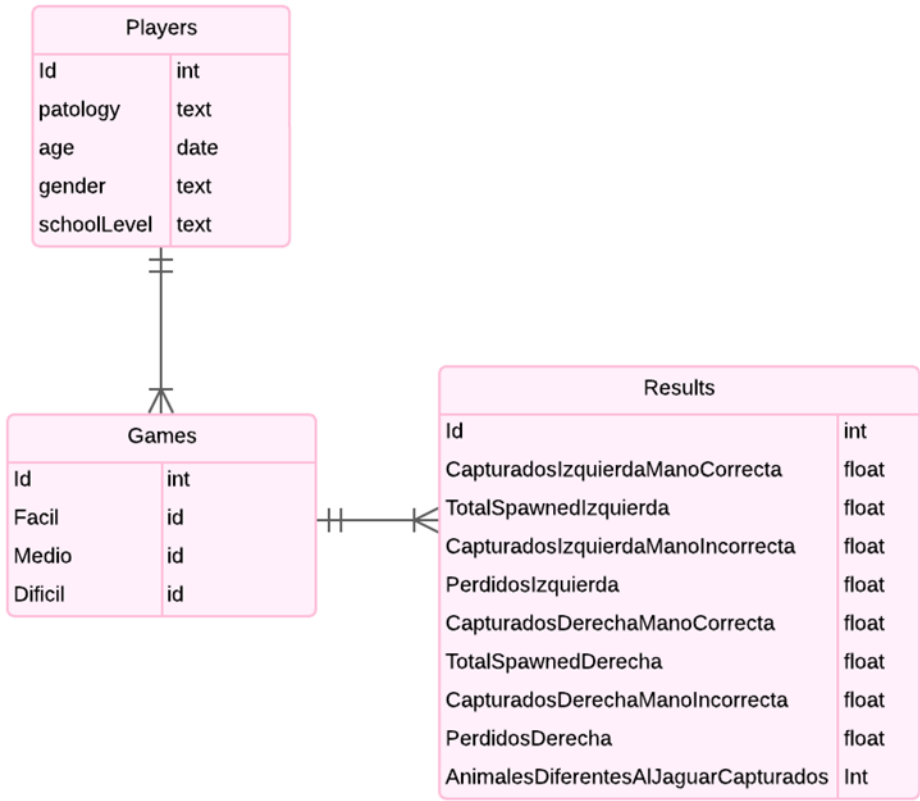 Players
Id int
patology text
age date
gender text
schoolLevel text
Games
Id int
Facil id
Medio id
Dificil id
Results
Id int
CapturadosIzquierdaManoCorrecta float
TotalSpawnedIzquierda float
CapturadosIzquierdaManoIncorrecta float
PerdidosIzquierda float
CapturadosDerechaManoCorrecta float
TotalSpawnedDerecha float
CapturadosDerechaManoIncorrecta float
PerdidosDerecha float
AnimalesDiferentesAlJaguarCapturados Int